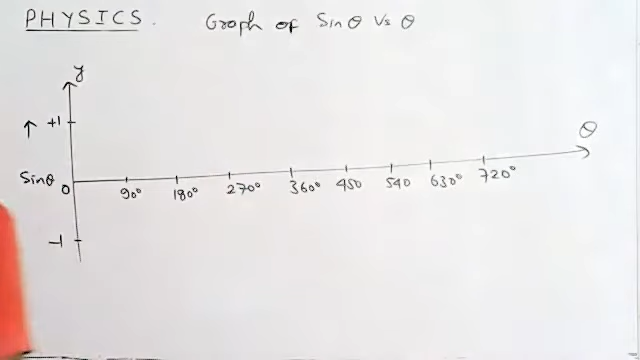 PHYSICS. Graph of Sinθ Vs θ
y
+1
θ
Sinθ
0 90° 180° 270° 360° 450 540 630° 720°
-1